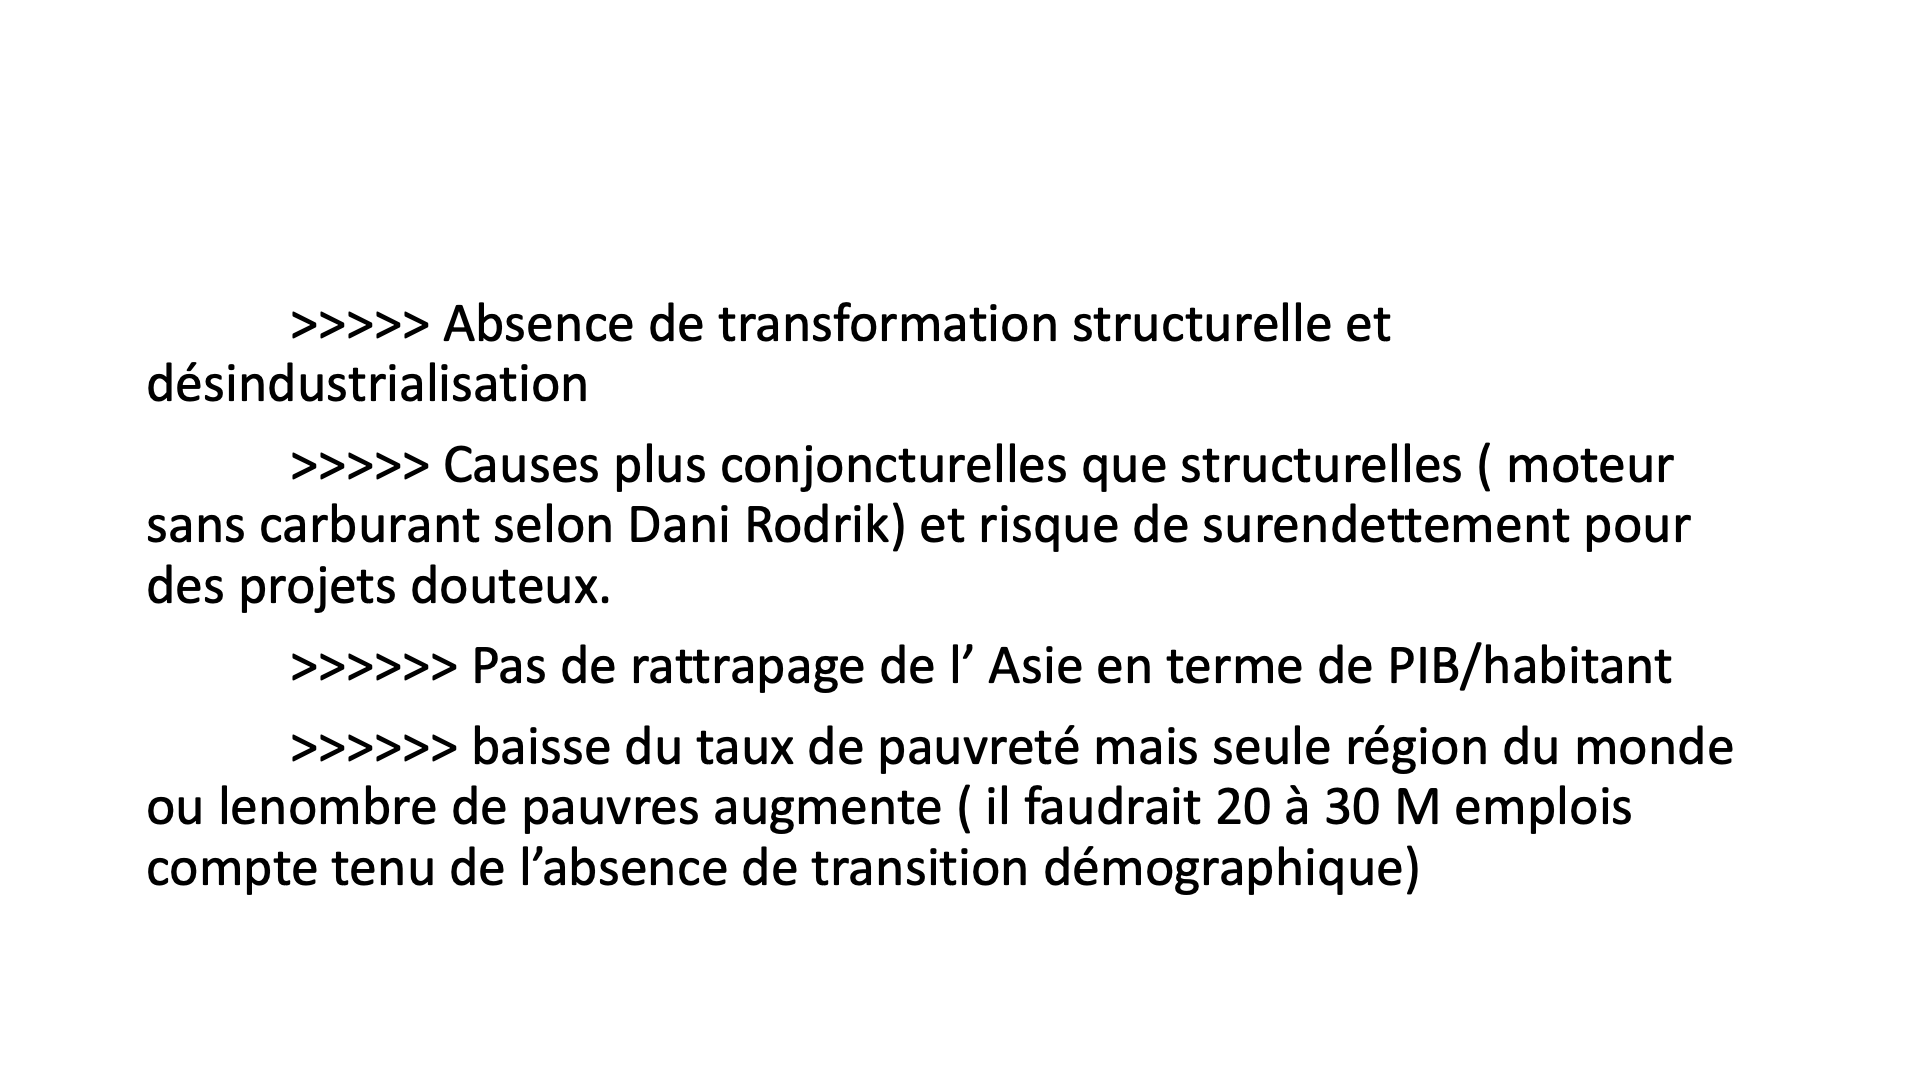 >>>>> Absence de transformation structurelle et
désindustrialisation
>>>>> Causes plus conjoncturelles que structurelles ( moteur
sans carburant selon Dani Rodrik) et risque de surendettement pour
des projets douteux.
>>>>>> Pas de rattrapage de l’ Asie en terme de PIB/habitant
>>>>>> baisse du taux de pauvreté mais seule région du monde
ou lenombre de pauvres augmente ( il faudrait 20 à 30 M emplois
compte tenu de l’absence de transition démographique)